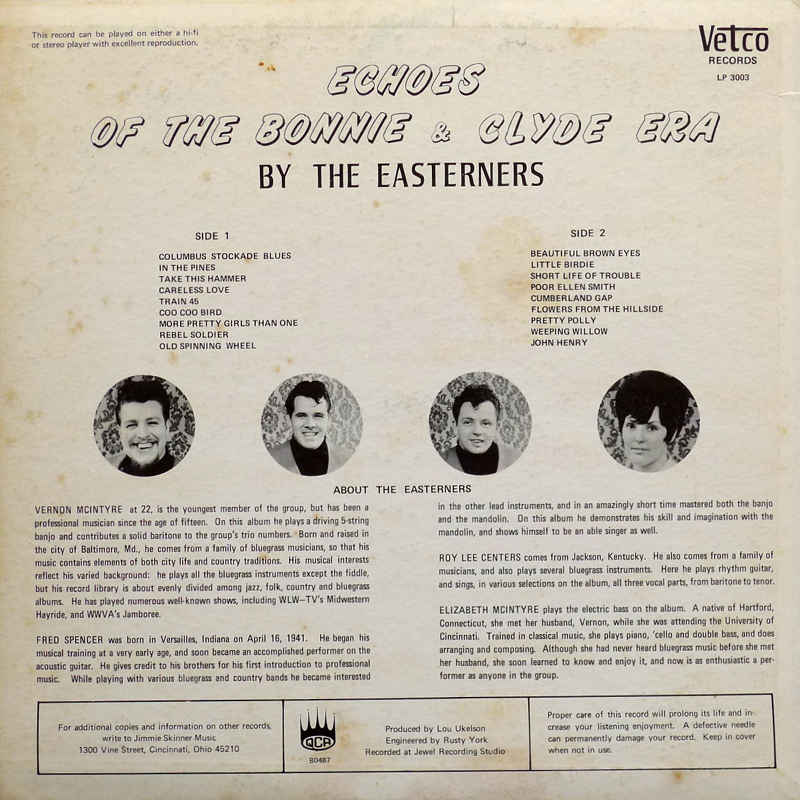 This record can be played on either a hi-fi
or stereo player with excellent reproduction.
Vetco
RECORDS
LP 3003
ECHOES
OF THE BONNIE & CLYDE ERA
BY THE EASTERNERS
SIDE 1
COLUMBUS STOCKADE BLUES
IN THE PINES
TAKE THIS HAMMER
CARELESS LOVE
TRAIN 45
COO COO BIRD
MORE PRETTY GIRLS THAN ONE
REBEL SOLDIER
OLD SPINNING WHEEL
SIDE 2
BEAUTIFUL BROWN EYES
LITTLE BIRDIE
SHORT LIFE OF TROUBLE
POOR ELLEN SMITH
CUMBERLAND GAP
FLOWERS FROM THE HILLSIDE
PRETTY POLLY
WEEPING WILLOW
JOHN HENRY
ABOUT THE EASTERNERS
VERNON MCINTYRE at 22, is the youngest member of the group, but has been a
professional musician since the age of fifteen. On this album he plays a driving 5-string
banjo and contributes a solid baritone to the group's trio numbers. Born and raised in
the city of Baltimore, Md., he comes from a family of bluegrass musicians, so that his
music contains elements of both city life and country traditions. His musical interests
reflect his varied background: he plays all the bluegrass instruments except the fiddle,
but his record library is about evenly divided among jazz, folk, country and bluegrass
albums. He has played numerous well-known shows, including WLW-TV's Midwestern
Hayride, and WWVA's Jamboree.
FRED SPENCER was born in Versailles, Indiana on April 16, 1941. He began his
musical training at a very early age, and soon became an accomplished performer on the
acoustic guitar. He gives credit to his brothers for his first introduction to professional
music. While playing with various bluegrass and country bands he became interested
in the other lead instruments, and in an amazingly short time mastered both the banjo
and the mandolin. On this album he demonstrates his skill and imagination with the
mandolin, and shows himself to be an able singer as well.
ROY LEE CENTERS comes from Jackson, Kentucky. He also comes from a family of
musicians, and also plays several bluegrass instruments. Here he plays rhythm guitar,
and sings, in various selections on the album, all three vocal parts, from baritone to tenor.
ELIZABETH MCINTYRE plays the electric bass on the album. A native of Hartford,
Connecticut, she met her husband, Vernon, while she was attending the University of
Cincinnati. Trained in classical music, she plays piano, 'cello and double bass, and does
arranging and composing. Although she had never heard bluegrass music before she met
her husband, she soon learned to know and enjoy it, and now is as enthusiastic a per-
former as anyone in the group.
For additional copies and information on other records,
write to Jimmie Skinner Music
1300 Vine Street, Cincinnati, Ohio 45210
QCA
80487
Produced by Lou Ukelson
Engineered by Rusty York
Recorded at Jewel Recording Studio
Proper care of this record will prolong its life and in-
crease your listening enjoyment. A defective needle
can permanently damage your record. Keep in cover
when not in use.